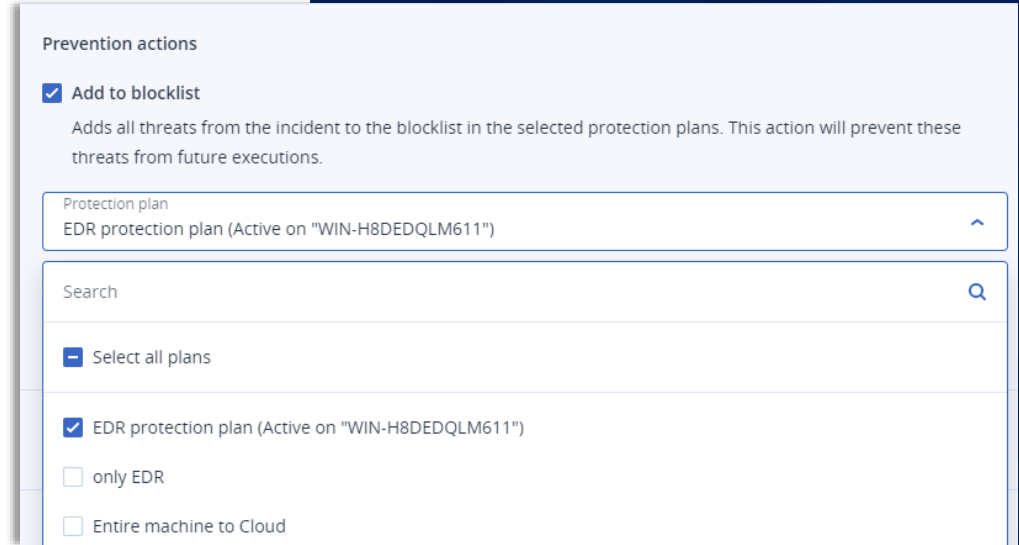 Prevention actions
Add to blocklist
Adds all threats from the incident to the blocklist in the selected protection plans. This action will prevent these
threats from future executions.
Protection plan
EDR protection plan (Active on "WIN-H8DEDQLM611")
Search
Select all plans
EDR protection plan (Active on "WIN-H8DEDQLM611")
only EDR
Entire machine to Cloud